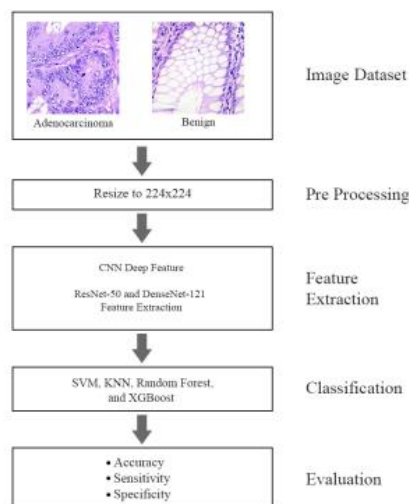 Adenocarcinoma
Benign
Image Dataset
Resize to 224x224
Pre Processing
CNN Deep Feature
ResNet-50 and DenseNet-121
Feature Extraction
Feature
Extraction
SVM, KNN, Random Forest,
and XGBoost
Classification
• Accuracy
• Sensitivity
• Specificity
Evaluation